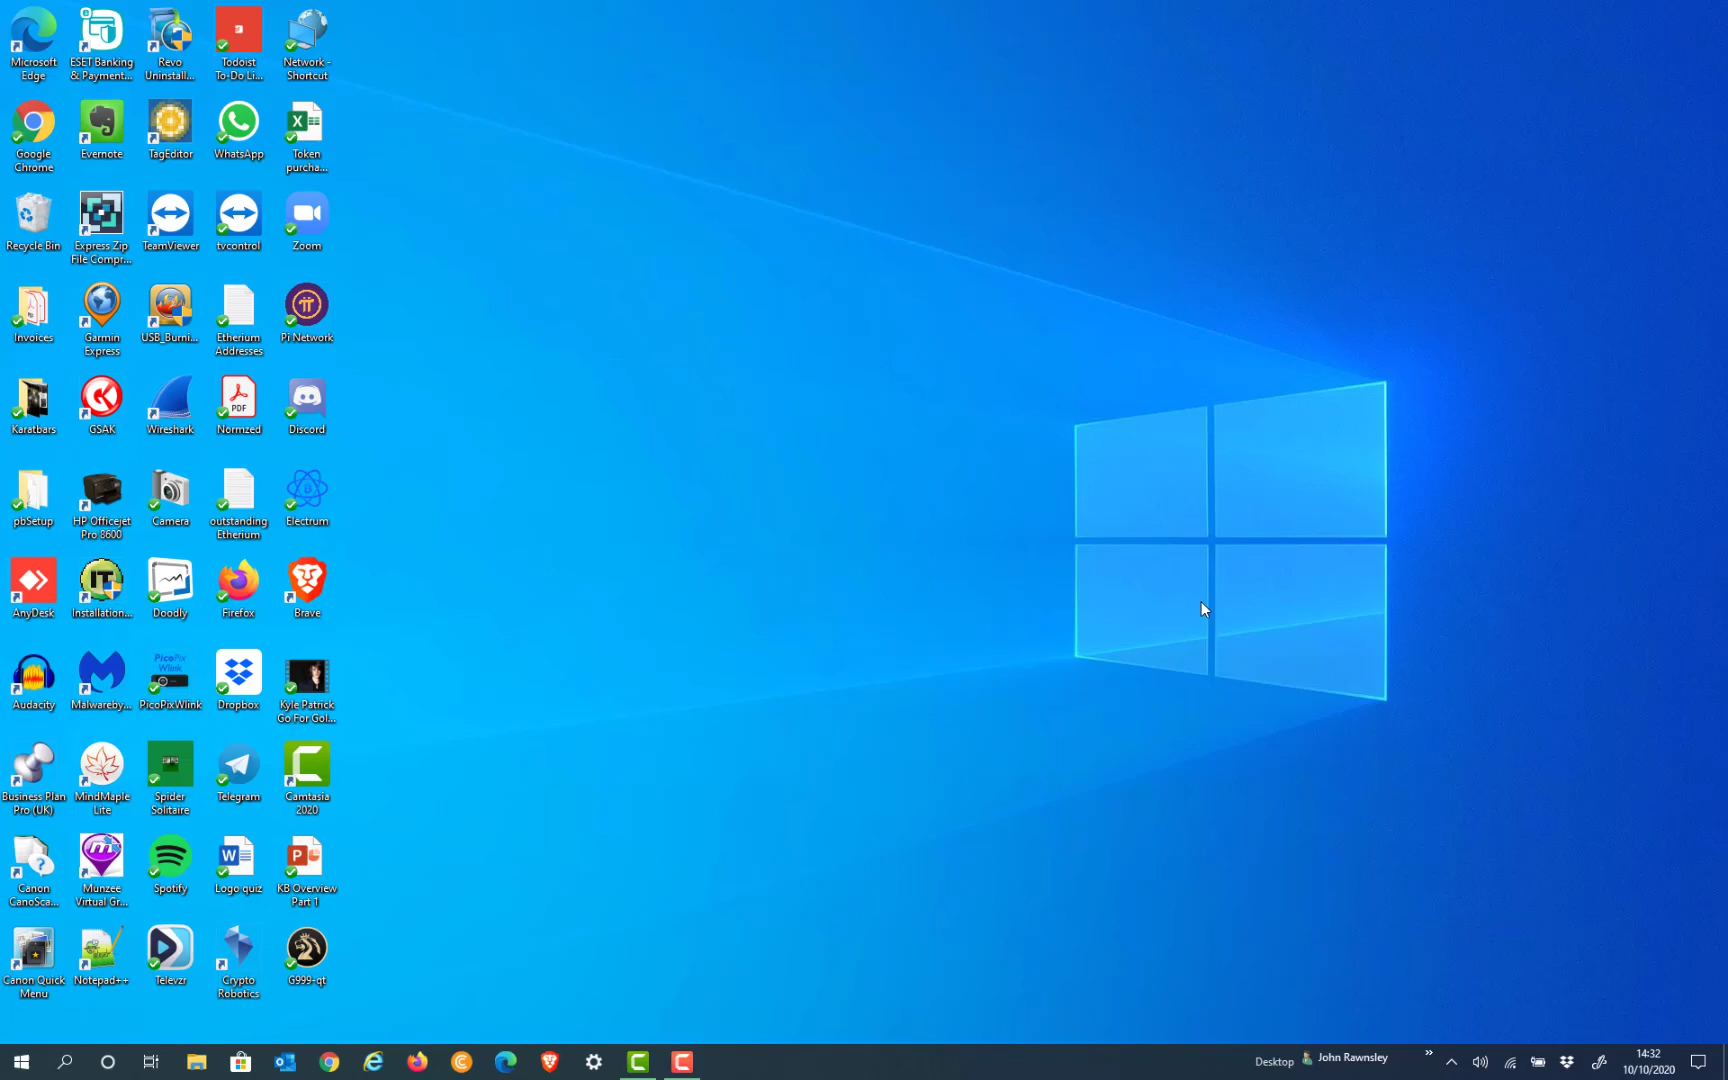 Microsoft
Edge
ESET Banking
& Payment...
Revo
Uninstall...
Todoist
To-Do Li...
Network -
Shortcut
Google
Chrome
Evernote
TagEditor
WhatsApp
Token
purcha...
Recycle Bin
Express Zip
File Compr...
TeamViewer
tvcontrol
Zoom
Invoices
Garmin
Express
USB_Burni...
Etherium
Addresses
Pi Network
Karatbars
GSAK
Wireshark
PDF
Normzed
Discord
pbSetup
HP Officejet
Pro 8600
Camera
outstanding
Etherium
Electrum
AnyDesk
IT
Installation...
Doodly
Firefox
Brave
Audacity
Malwareby...
PicoPix
Wlink
PicoPixWlink
Dropbox
Kyle Patrick
Go For Gol...
Business Plan
Pro (UK)
MindMaple
Lite
Spider
Solitaire
Telegram
Camtasia
2020
Canon
CanoSca...
Munzee
Virtual Gr...
Spotify
Logo quiz
KB Overview
Part 1
Canon Quick
Menu
Notepad++
Televzr
Crypto
Robotics
G999-qt
Desktop
John Rawnsley
14:32
10/10/2020